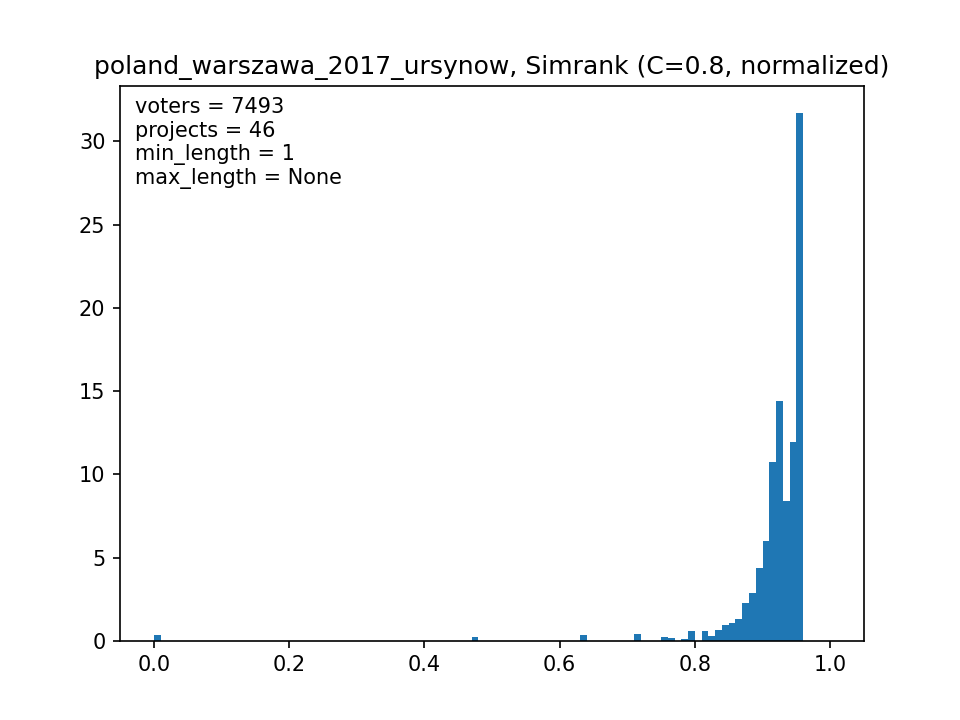 poland_warszawa_2017_ursynow, Simrank (C=0.8, normalized)
voters = 7493
projects = 46
min_length = 1
max_length = None
30
25
20
15
10
5
0
0.0 0.2 0.4 0.6 0.8 1.0